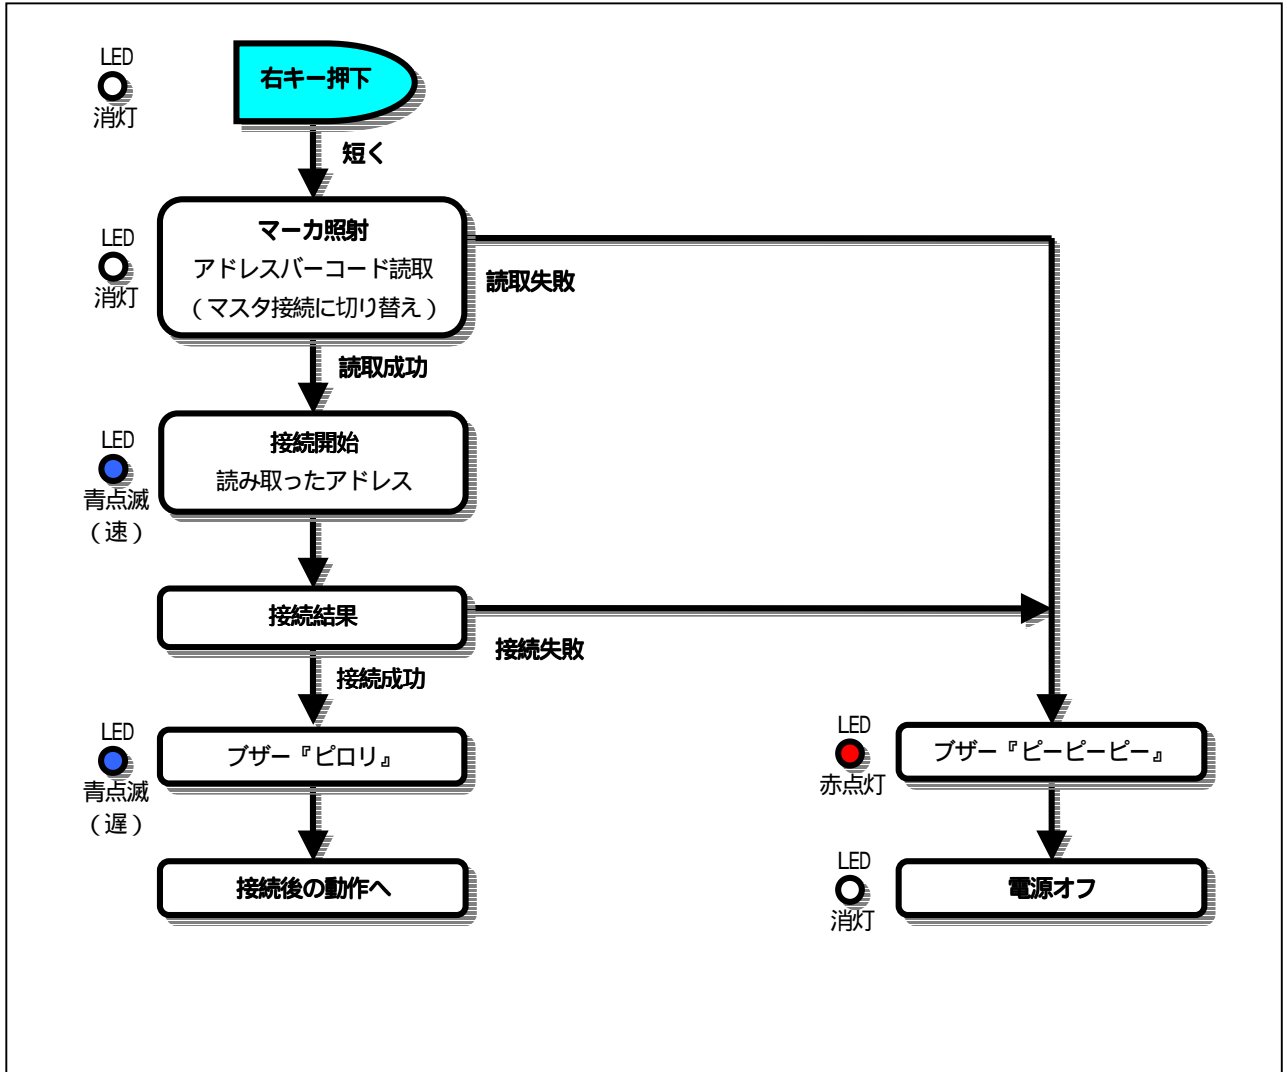 LED
消灯
右キー押下
短く
LED
消灯
マーカ照射
アドレスバーコード読取
（マスタ接続に切り替え）
読取失敗
読取成功
LED
青点滅
（速）
接続開始
読み取ったアドレス
接続結果
接続失敗
接続成功
LED
青点滅
（遅）
ブザー『ピロリ』
LED
赤点灯
ブザー『ピーピーピー』
接続後の動作へ
LED
消灯
電源オフ